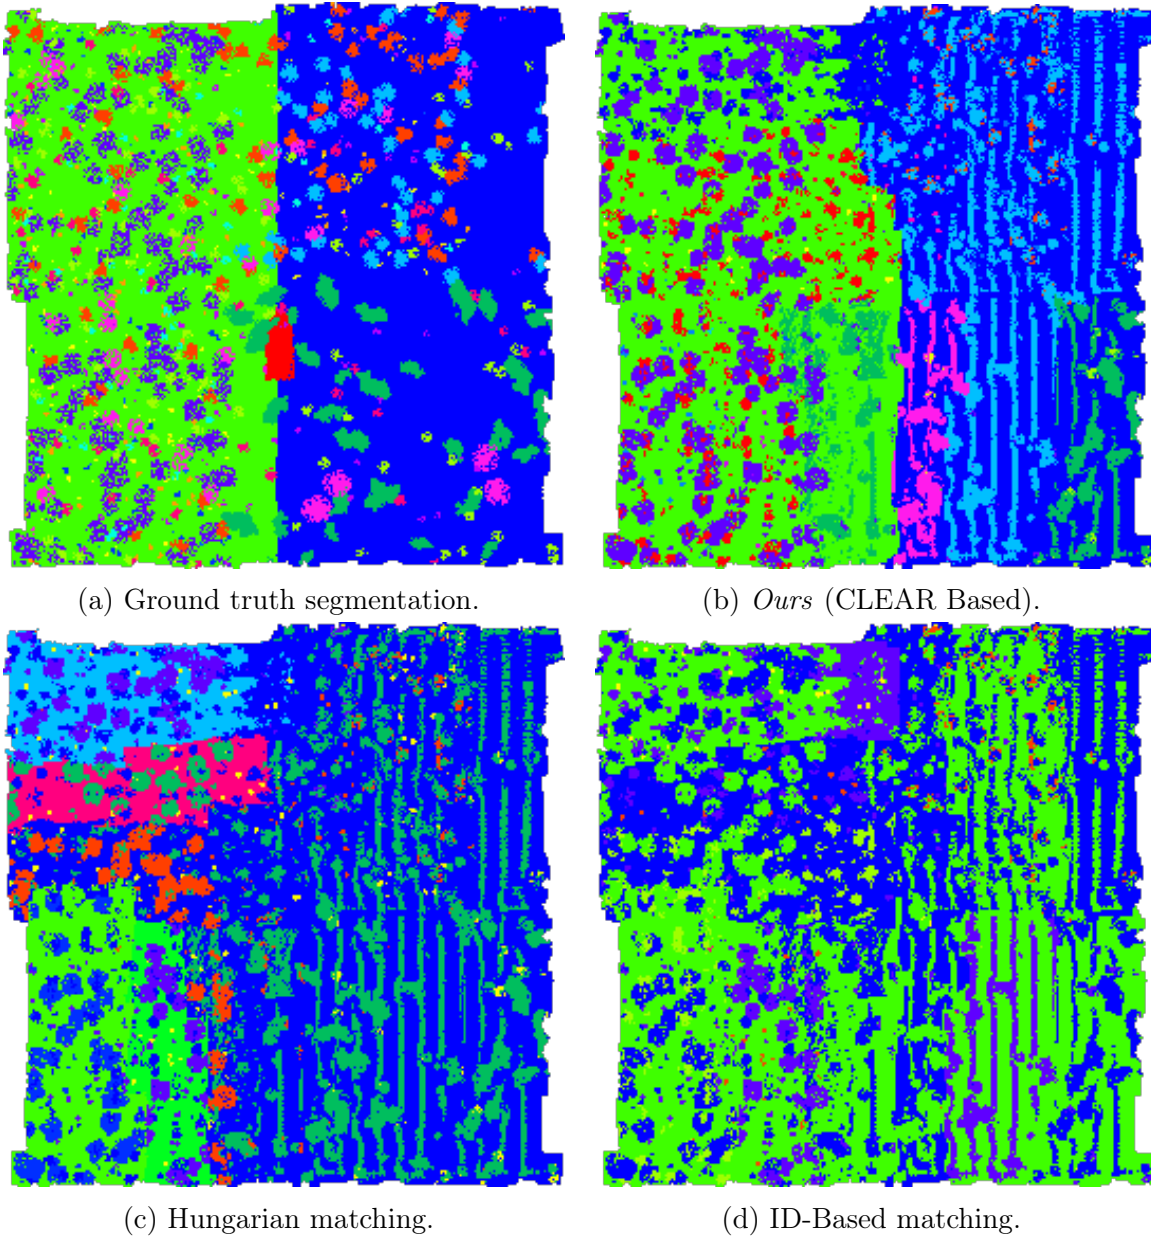 (a) Ground truth segmentation.
(b) Ours (CLEAR Based).
(c) Hungarian matching.
(d) ID-Based matching.